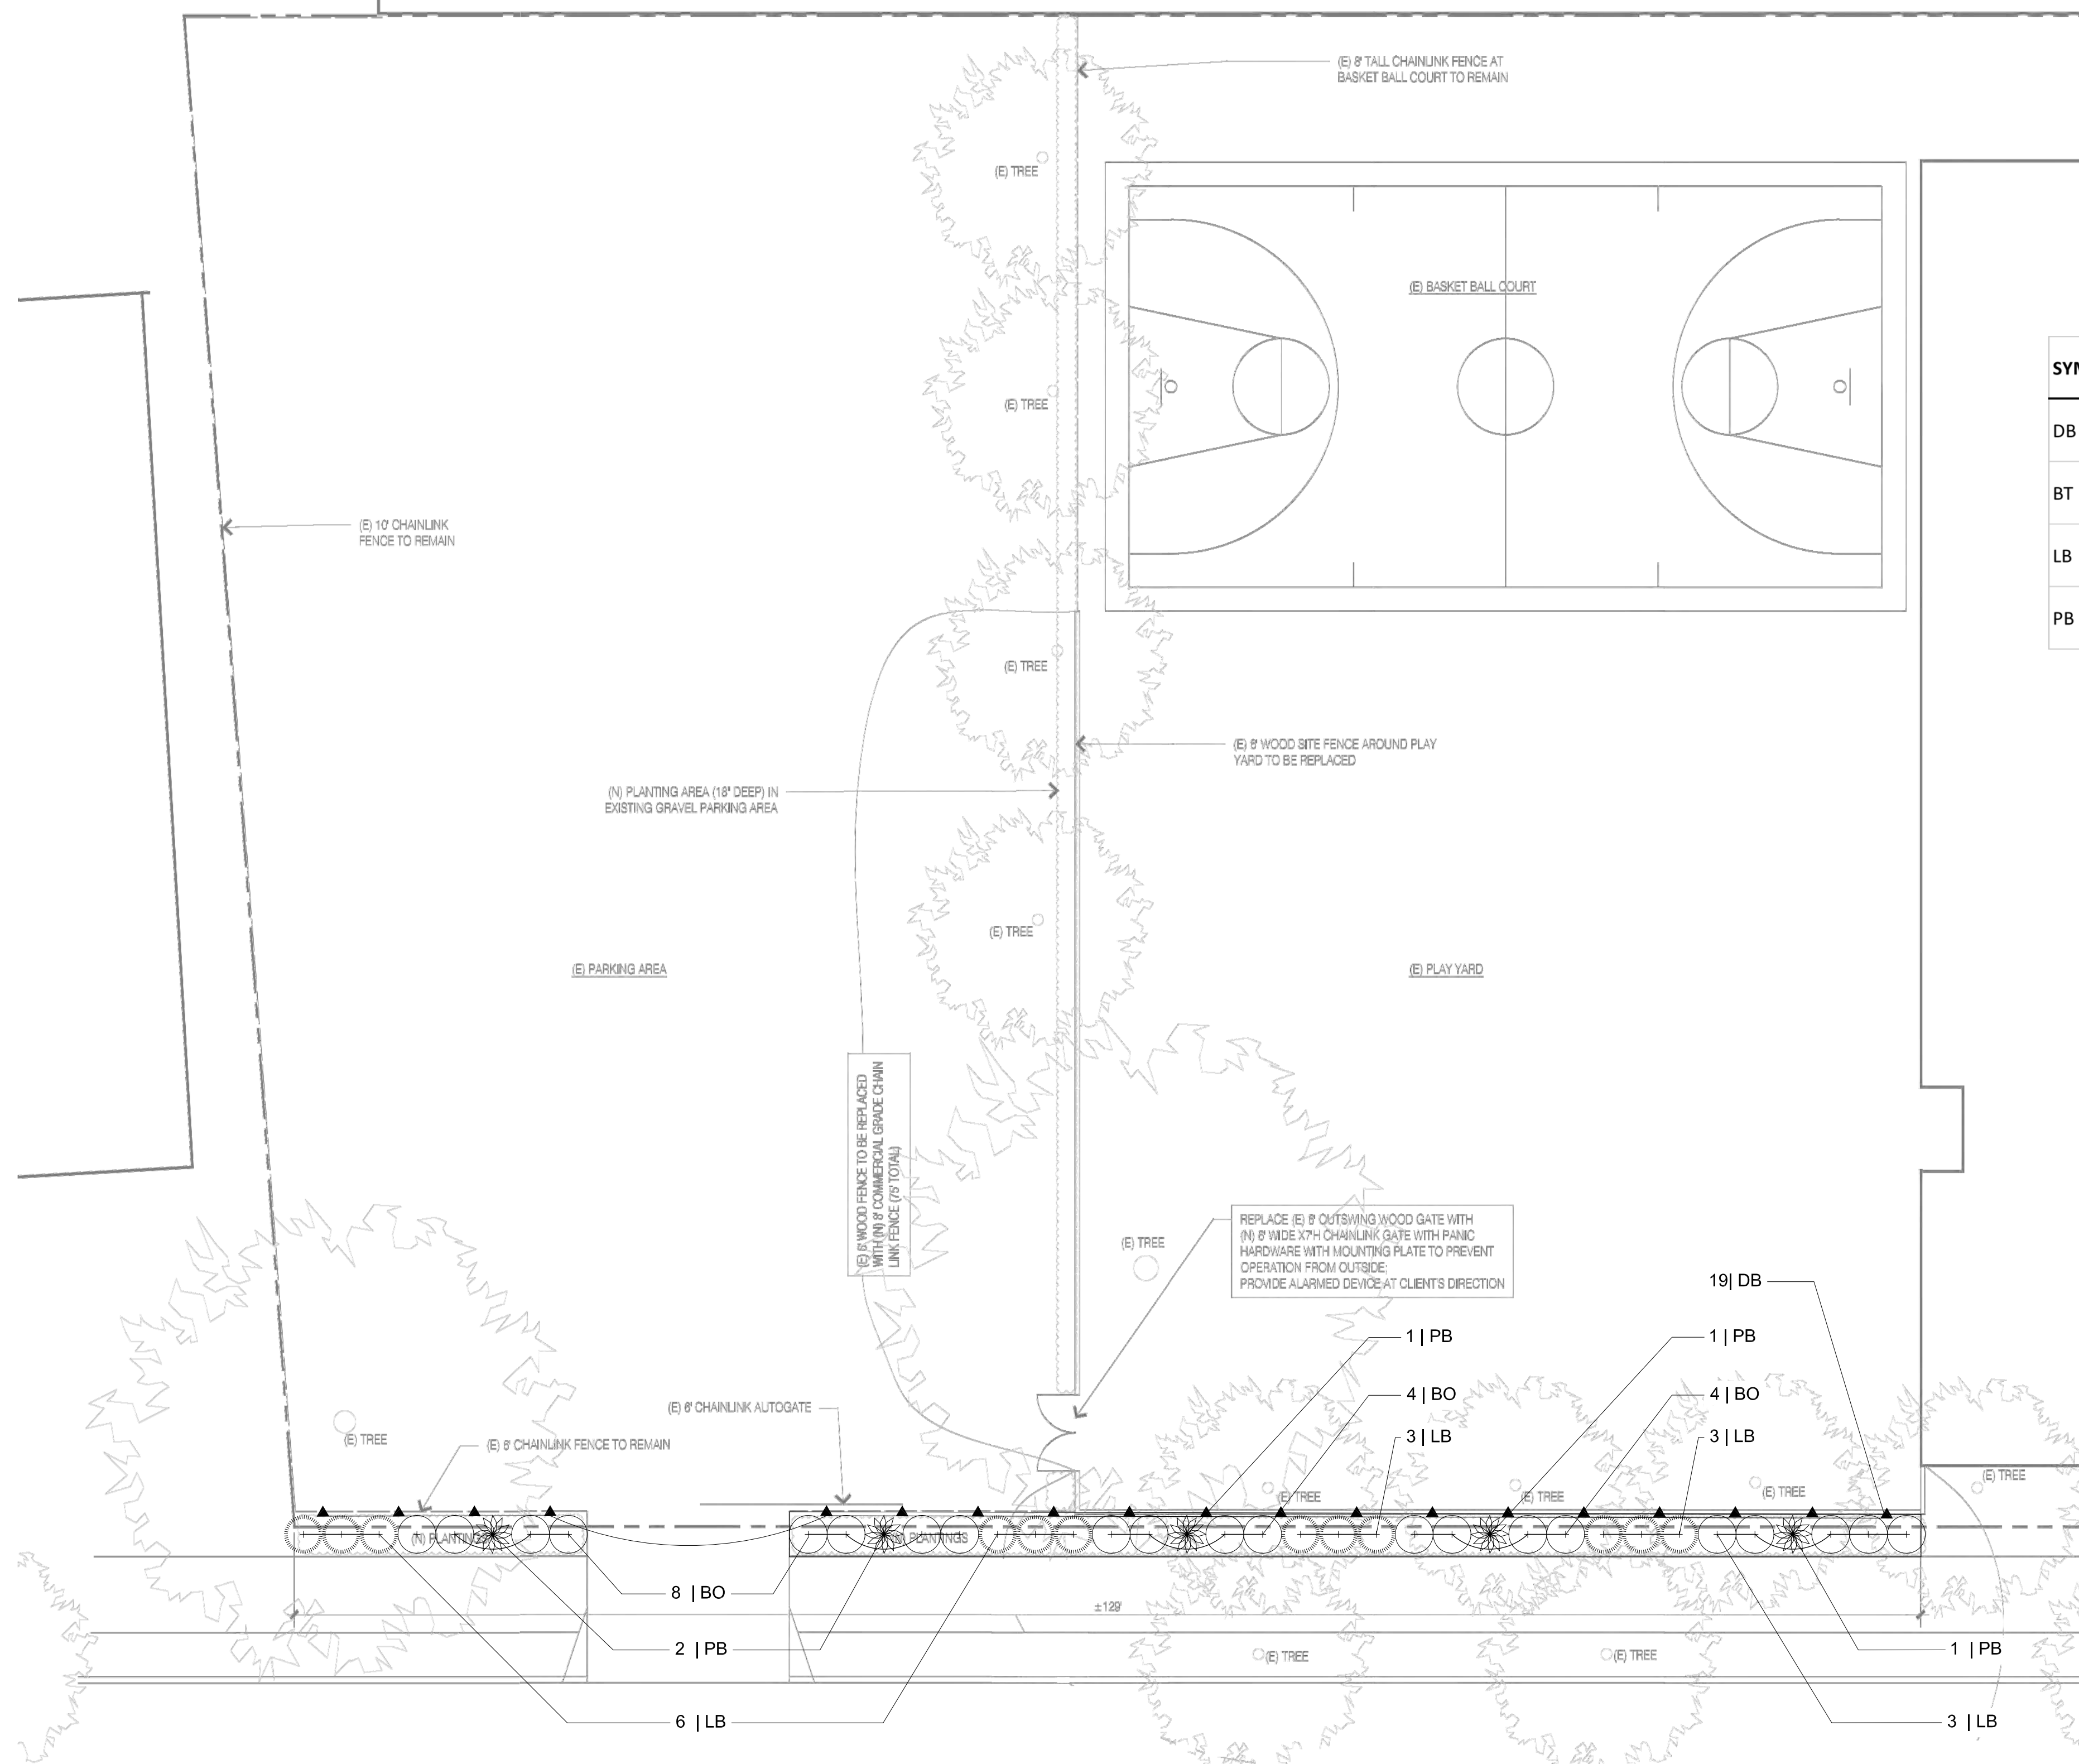 (E) 8' TALL CHAINLINK FENCE AT
BASKET BALL COURT TO REMAIN
(E) TREE
(E) BASKET BALL COURT
SYM
DB
BT
LB
PB
(E) TREE
(E) 10' CHAINLINK
FENCE TO REMAIN
(E) TREE
(E) 6' WOOD SITE FENCE AROUND PLAY
YARD TO BE REPLACED
(N) PLANTING AREA (18" DEEP) IN
EXISTING GRAVEL PARKING AREA
(E) TREE
(E) PARKING AREA
(E) PLAY YARD
(E) 6' WOOD FENCE TO BE REPLACED
WITH (N) 8' COMMERCIAL GRADE CHAIN
LINK FENCE (75' TOTAL)
(E) TREE
REPLACE (E) 6' OUTSWING WOOD GATE WITH
(N) 6' WIDE X7'H CHAINLINK GATE WITH PANIC
HARDWARE WITH MOUNTING PLATE TO PREVENT
OPERATION FROM OUTSIDE;
PROVIDE ALARMED DEVICE AT CLIENT'S DIRECTION
19| DB
1 | PB
1 | PB
4 | BO
4 | BO
(E) 6' CHAINLINK AUTOGATE
3 | LB
3 | LB
(E) TREE
(E) 6' CHAINLINK FENCE TO REMAIN
(E) TREE
(E) TREE
(E) TREE
(E) TREE
(N) PLANTINGS
(N) PLANTINGS
8 | BO
±129'
2 | PB
(E) TREE
(E) TREE
1 | PB
6 | LB
3 | LB